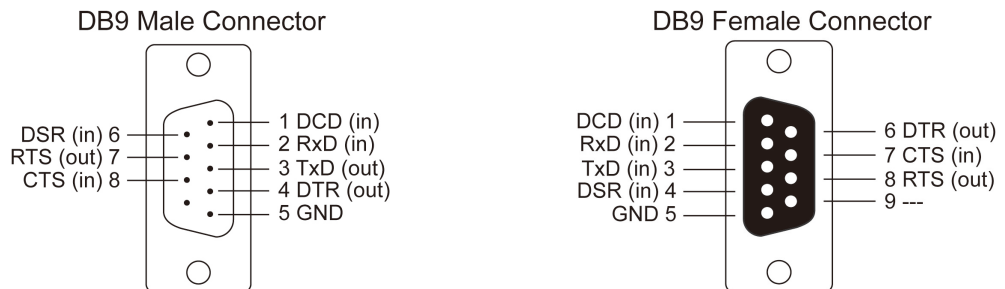 DB9 Male Connector
DSR (in) 6
RTS (out) 7
CTS (in) 8
1 DCD (in)
2 RxD (in)
3 TxD (out)
4 DTR (out)
5 GND
DB9 Female Connector
DCD (in) 1
RxD (in) 2
TxD (in) 3
DSR (in) 4
GND 5
6 DTR (out)
7 CTS (in)
8 RTS (out)
9 ---